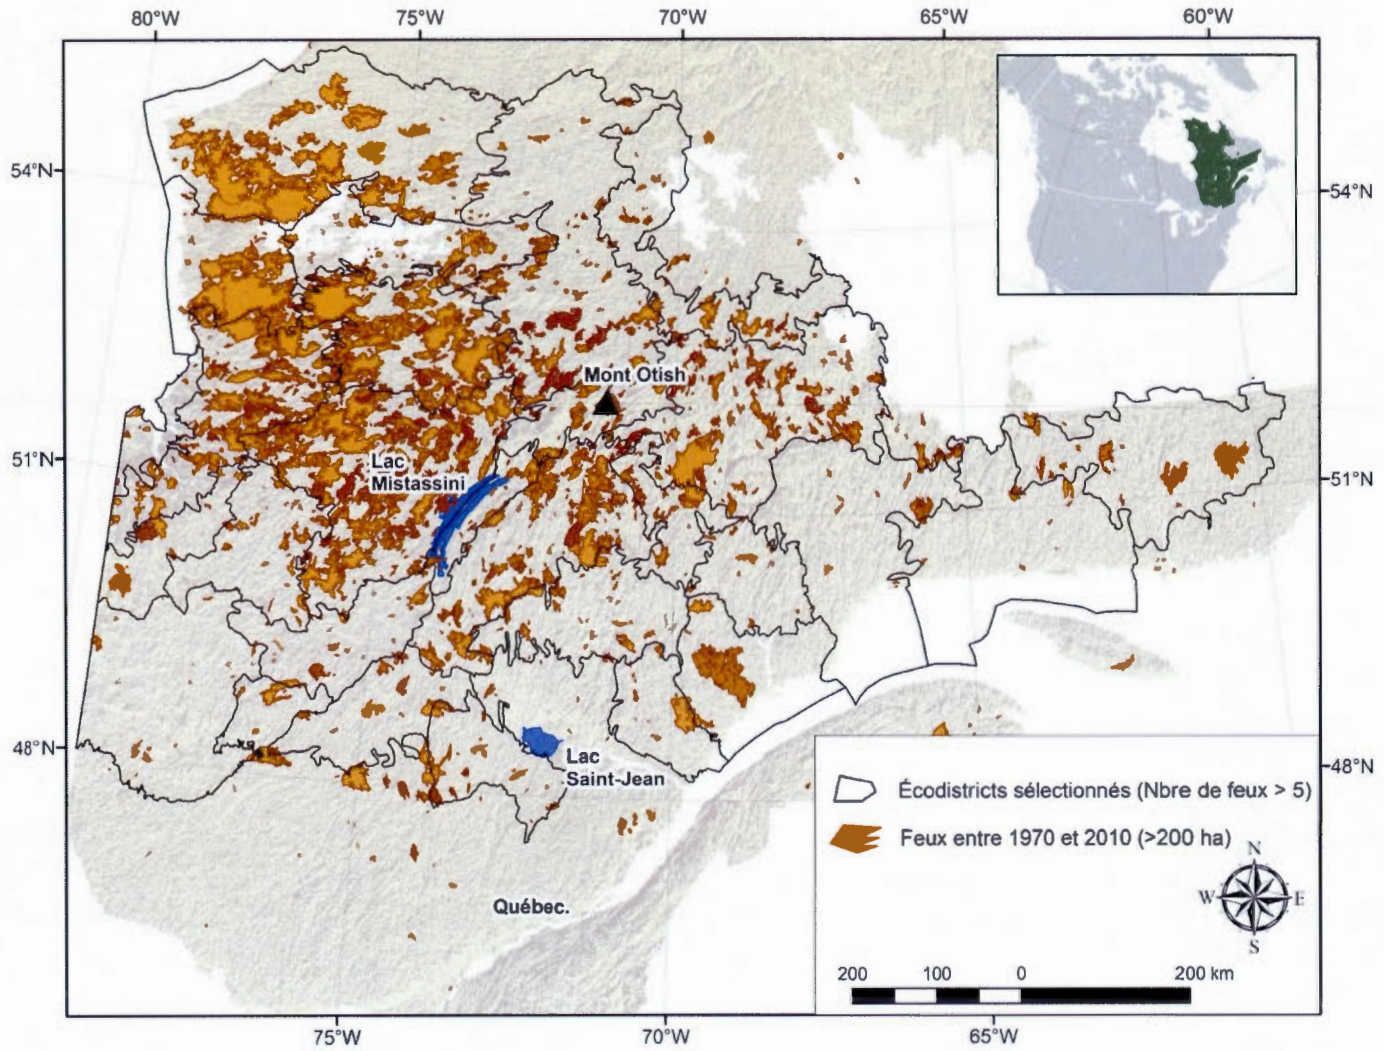 80°W 75°W 70°W 65°W 60°W
54°N 54°N
Mont Otish
51°N 51°N
Lac
Mistassini
48°N 48°N
Lac
Saint-Jean
Écodistricts sélectionnés (Nbre de feux > 5)
Feux entre 1970 et 2010 (>200 ha)
N
W E
S
Québec.
200 100 0 200 km
75°W 70°W 65°W